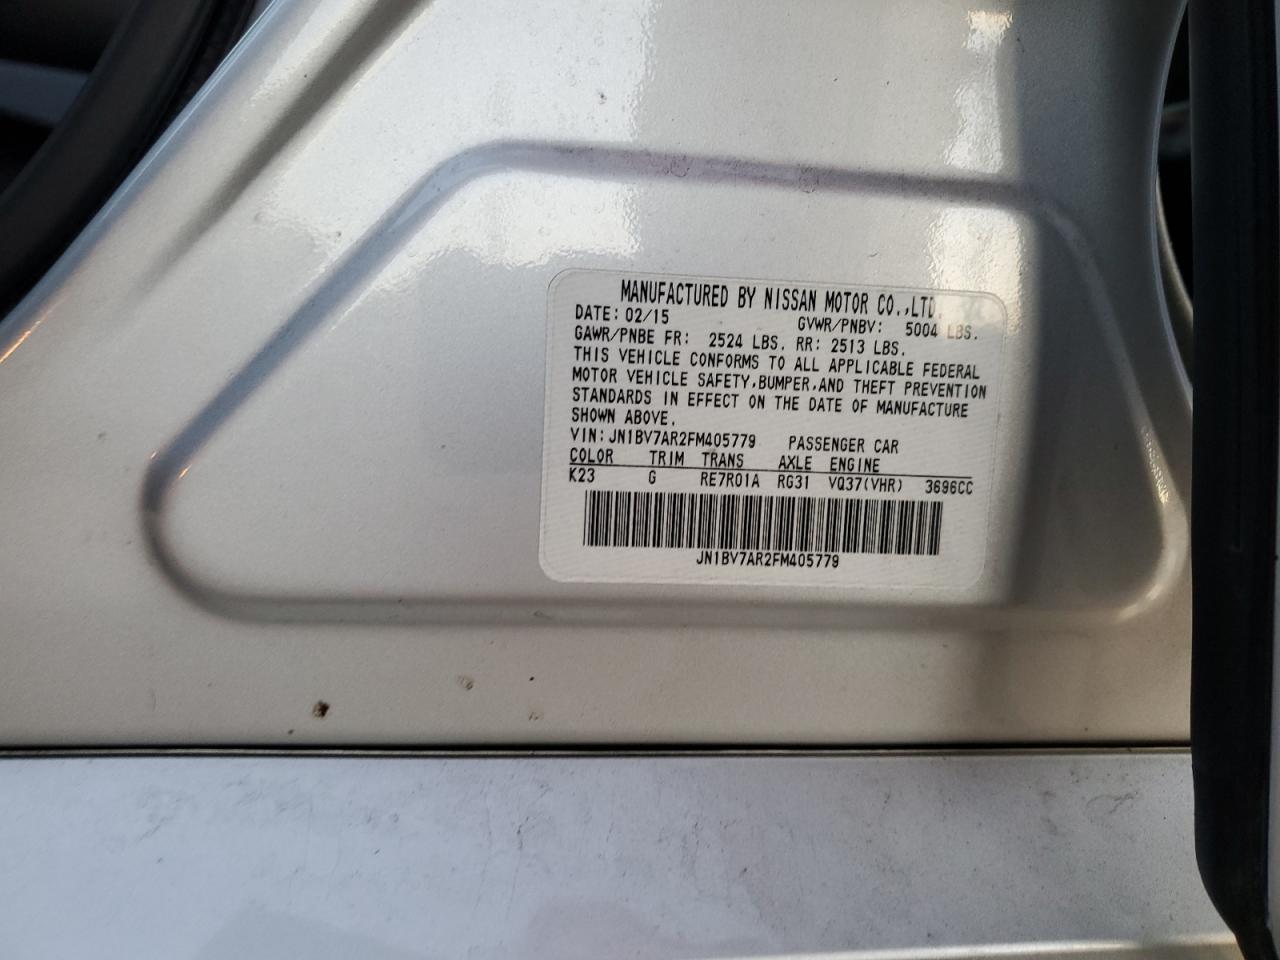 MANUFACTURED BY NISSAN MOTOR CO.,LTD.
DATE: 02/15 GVWR/PNBV: 5004 LBS.
GAWR/PNBE FR: 2524 LBS. RR: 2513 LBS.
THIS VEHICLE CONFORMS TO ALL APPLICABLE FEDERAL
MOTOR VEHICLE SAFETY,BUMPER,AND THEFT PREVENTION
STANDARDS IN EFFECT ON THE DATE OF MANUFACTURE
SHOWN ABOVE.
VIN: JN1BV7AR2FM405779 PASSENGER CAR
COLOR TRIM TRANS AXLE ENGINE
K23 G RE7R01A RG31 VQ37(VHR) 3696CC
JN1BV7AR2FM405779